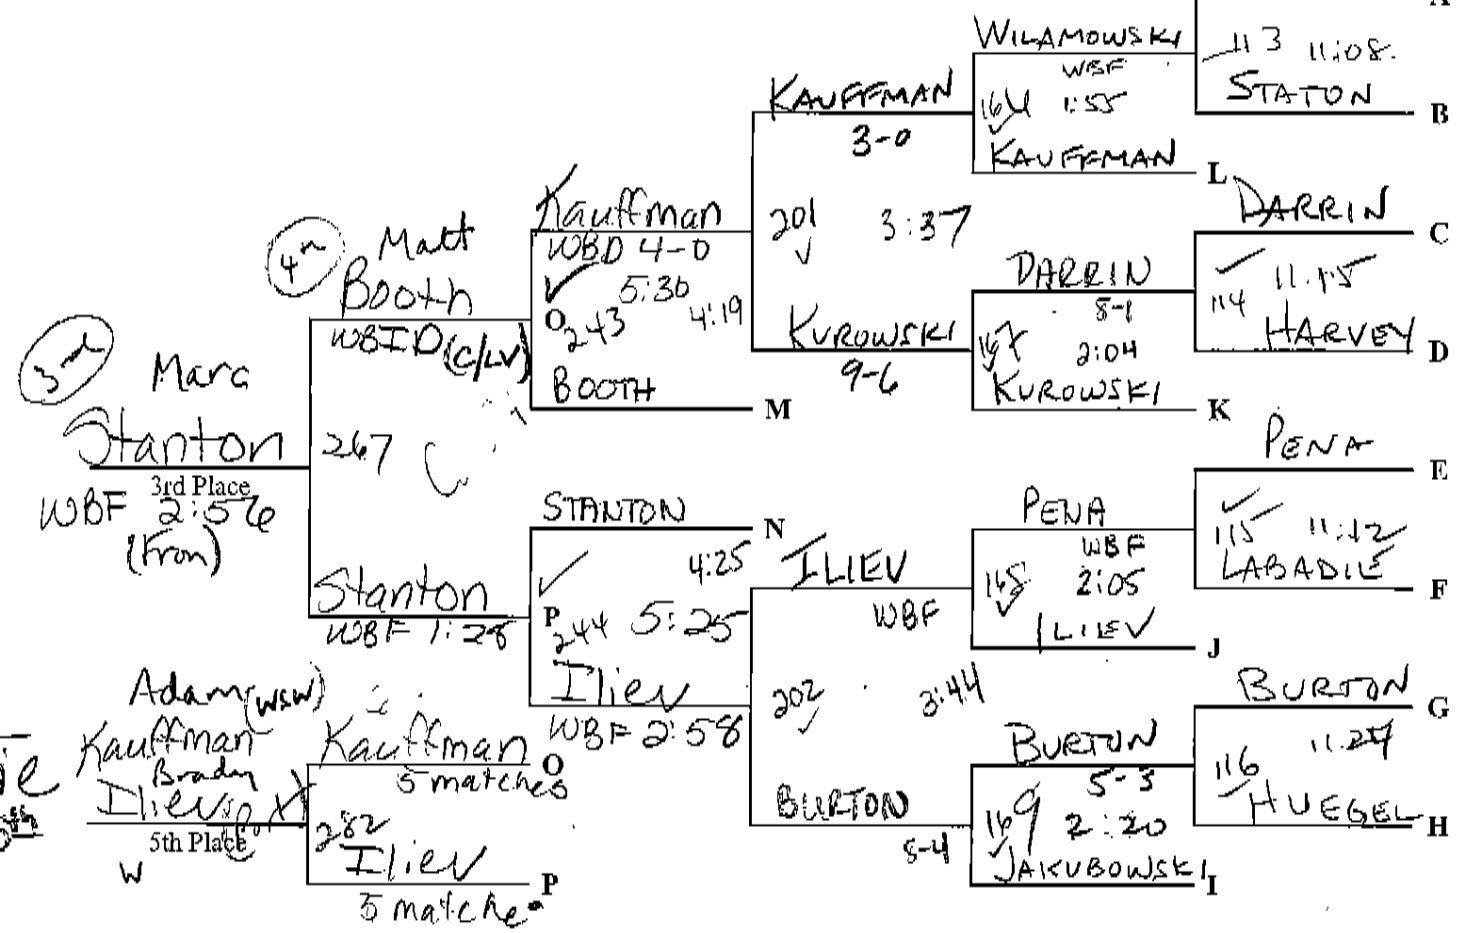 A
WILAMOWSKI
113 11:08.
WBF
STATON
B
KAUFFMAN
164 1:55
3-0
KAUFFMAN
L
DARRIN
C
Kauffman
201 3:37
WBD 4-0
DARRIN
11.15
114
4th
Matt
Booth
5:30
8-1
HARVEY
D
O
243
4:19
KUROWSKI
167
2:04
WBID (C/LV)
9-6
KUROWSKI
K
3rd
Marc
BOOTH
M
PENA
E
Stanton
267
3rd Place
WBF 2:56
STANTON
N
PENA
115 11:12
WBF
LABADIE
F
4:25
ILIEV
168
2:05
Stanton
P
244 5:25
WBF
ILIEV
J
WBF 1:28
Iliev
202 3:44
BURTON
G
Adam (WSW)
WBF 2:58
BURTON
11.27
Kauffman
Kauffman
O
5-3
116
Brady
5 matches
HUEGEL
H
Iliev
BURTON
169
2:20
5th Place
282
Iliev
8-4
JAKUBOWSKI
I
W
P
5 matches